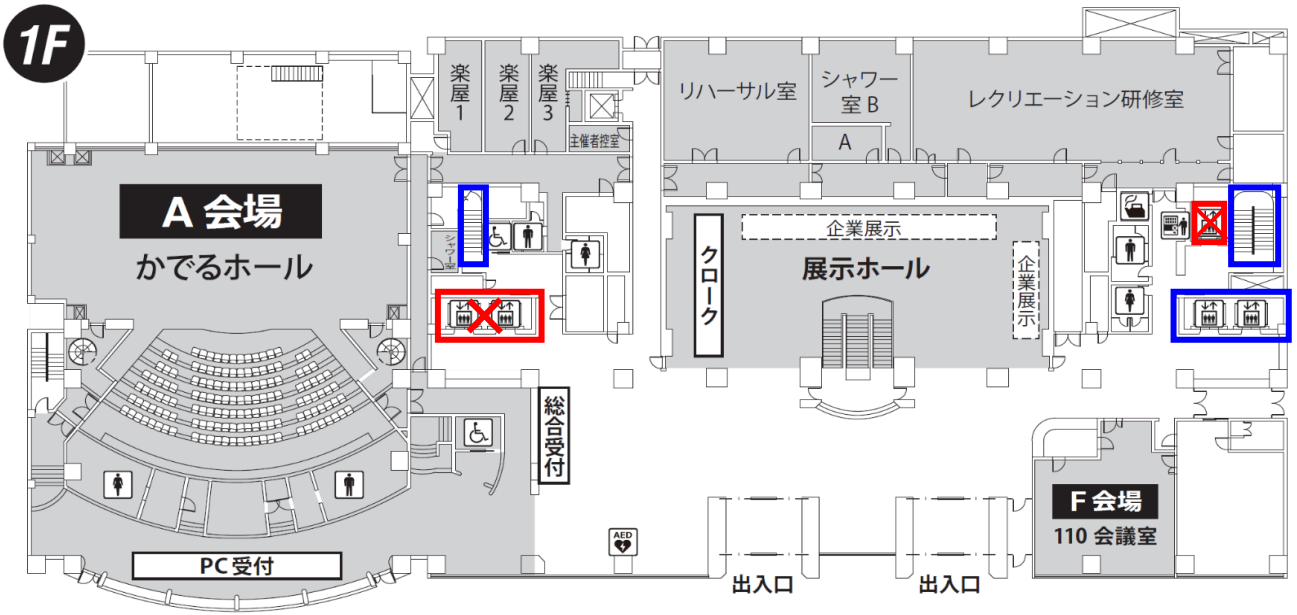 1F
楽屋1
楽屋2
楽屋3
主催者控室
リハーサル室
シャワー
室 B
A
レクリエーション研修室
A 会場
かでるホール
シャワー室
クローク
企業展示
展示ホール
企業展示
総合受付
AED
F 会場
110 会議室
PC 受付
出入口
出入口